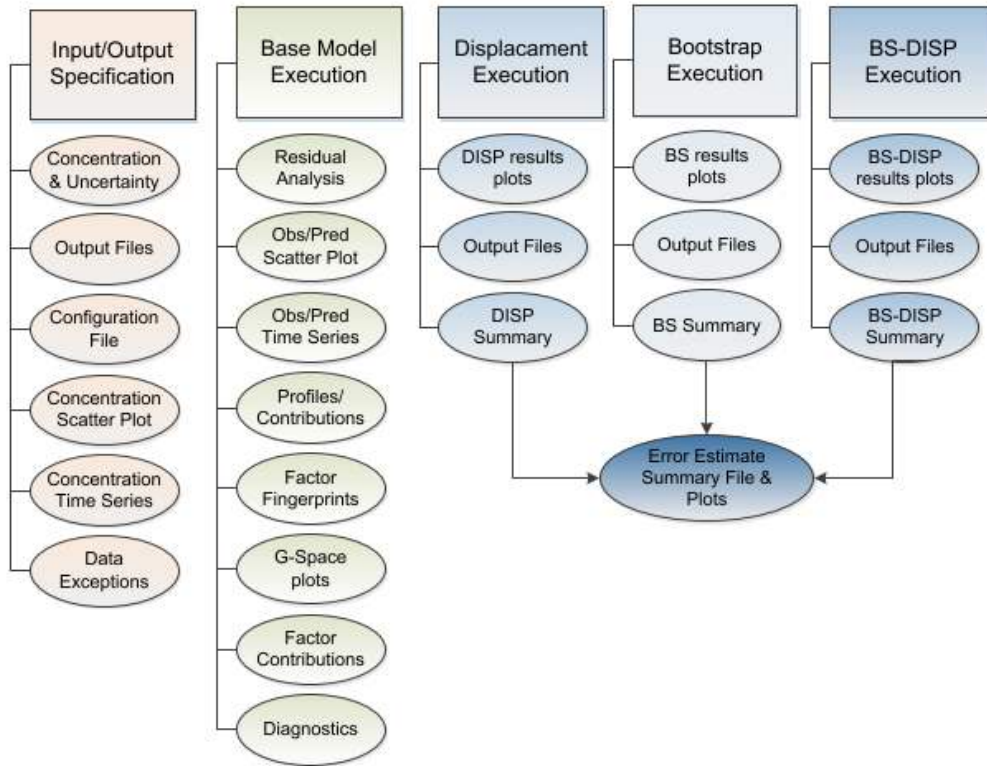 Input/Output
Specification
Concentration
& Uncertainty
Output Files
Configuration
File
Concentration
Scatter Plot
Concentration
Time Series
Data
Exceptions
Base Model
Execution
Residual
Analysis
Obs/Pred
Scatter Plot
Obs/Pred
Time Series
Profiles/
Contributions
Factor
Fingerprints
G-Space
plots
Factor
Contributions
Diagnostics
Displacament
Execution
DISP results
plots
Output Files
DISP
Summary
Bootstrap
Execution
BS results
plots
Output Files
BS Summary
BS-DISP
Execution
BS-DISP
results plots
Output Files
BS-DISP
Summary
Error Estimate
Summary File &
Plots